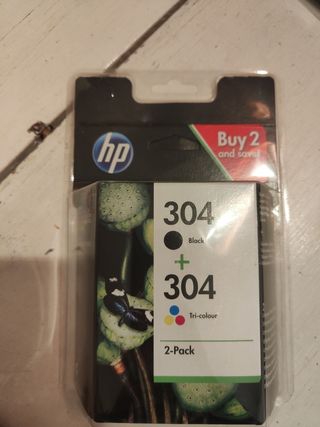 hp
Buy 2
and save!
304
Black
+
304
Tri-colour
2-Pack